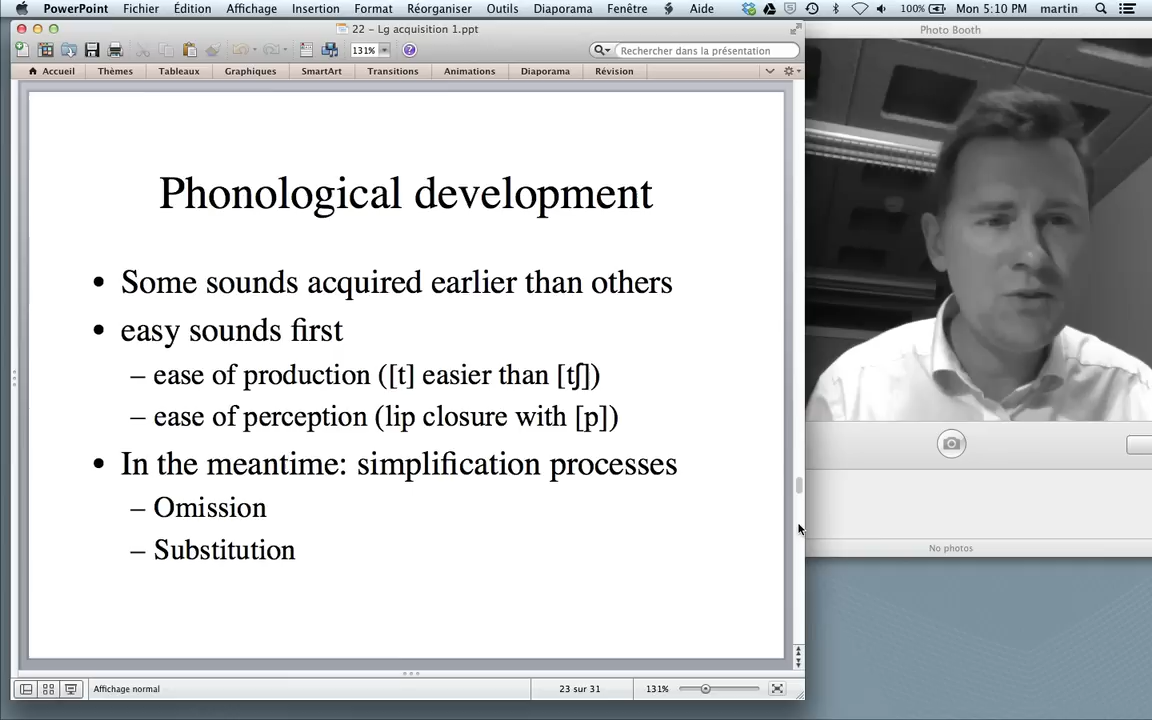 PowerPoint Fichier Édition Affichage Insertion Format Réorganiser Outils Diaporama Fenêtre Aide 100% Mon 5:10 PM martin
22 - Lg acquisition 1.ppt
131%
Rechercher dans la présentation
Accueil Thèmes Tableaux Graphiques SmartArt Transitions Animations Diaporama Révision
Phonological development
• Some sounds acquired earlier than others
• easy sounds first
– ease of production ([t] easier than [tʃ])
– ease of perception (lip closure with [p])
• In the meantime: simplification processes
– Omission
– Substitution
Affichage normal 23 sur 31 131%
Photo Booth
No photos